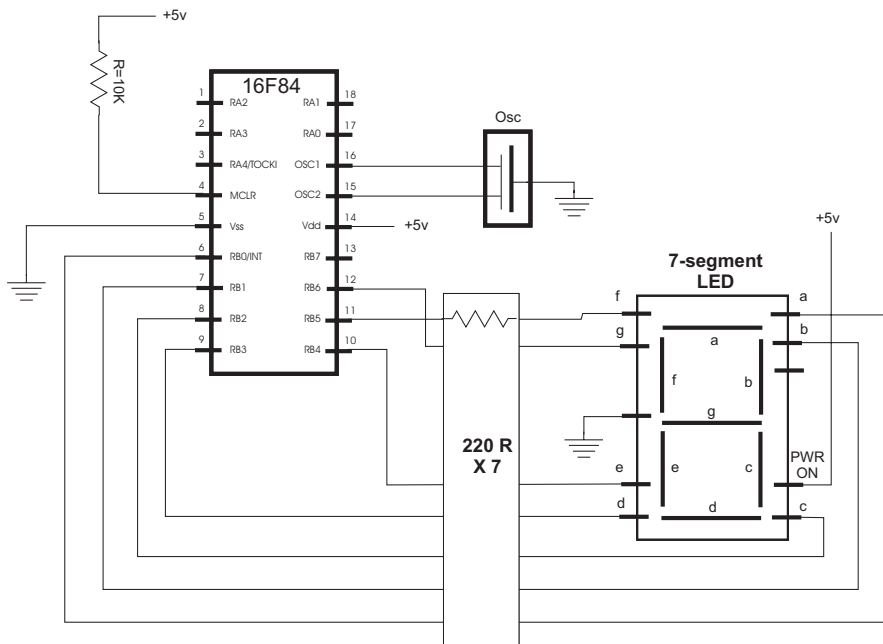 +5v
R=10K
16F84
1 RA2 RA1 18
2 RA3 RA0 17
3 RA4/TOCKI OSC1 16
4 MCLR OSC2 15
5 Vss Vdd 14
6 RB0/INT RB7 13
7 RB1 RB6 12
8 RB2 RB5 11
9 RB3 RB4 10
Osc
+5v
+5v
7-segment
LED
f a
g b
a
f b
g
e PWR
ON
e c
d c
d
220 R
X 7